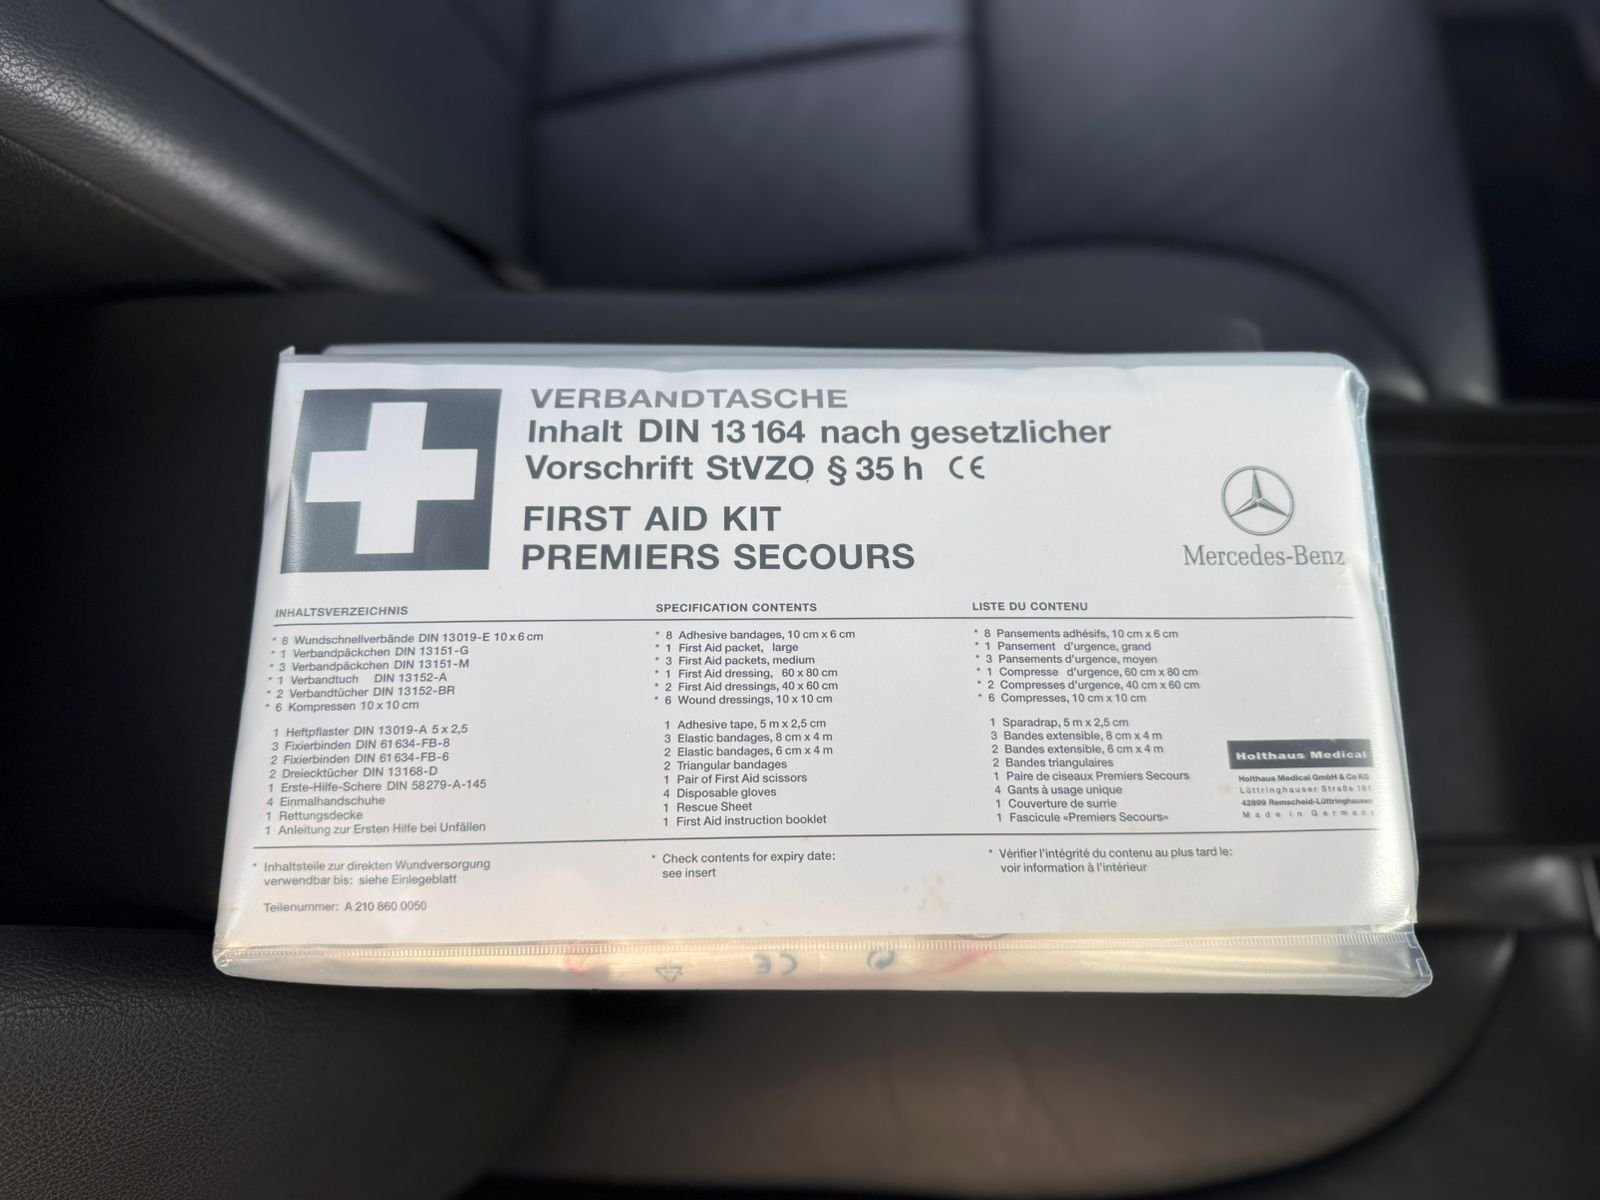 VERBANDTASCHE
Inhalt DIN 13 164 nach gesetzlicher
Vorschrift StVZO § 35 h CE
FIRST AID KIT
PREMIERS SECOURS
Mercedes-Benz
INHALTSVERZEICHNIS
* 8 Wundschnellverbände DIN 13019-E 10 x 6 cm
* 1 Verbandpäckchen DIN 13151-G
* 3 Verbandpäckchen DIN 13151-M
* 1 Verbandtuch DIN 13152-A
* 2 Verbandtücher DIN 13152-BR
* 6 Kompressen 10 x 10 cm
1 Heftpflaster DIN 13019-A 5 x 2,5
3 Fixierbinden DIN 61 634-FB-8
2 Fixierbinden DIN 61 634-FB-6
2 Dreiecktücher DIN 13168-D
1 Erste-Hilfe-Schere DIN 58279-A-145
4 Einmalhandschuhe
1 Rettungsdecke
1 Anleitung zur Ersten Hilfe bei Unfällen
* Inhaltsteile zur direkten Wundversorgung
verwendbar bis: siehe Einlegeblatt
Teilenummer: A 210 860 0050
SPECIFICATION CONTENTS
* 8 Adhesive bandages, 10 cm x 6 cm
* 1 First Aid packet, large
* 3 First Aid packets, medium
* 1 First Aid dressing, 60 x 80 cm
* 2 First Aid dressings, 40 x 60 cm
* 6 Wound dressings, 10 x 10 cm
1 Adhesive tape, 5 m x 2,5 cm
3 Elastic bandages, 8 cm x 4 m
2 Elastic bandages, 6 cm x 4 m
2 Triangular bandages
1 Pair of First Aid scissors
4 Disposable gloves
1 Rescue Sheet
1 First Aid instruction booklet
* Check contents for expiry date:
see insert
LISTE DU CONTENU
* 8 Pansements adhésifs, 10 cm x 6 cm
* 1 Pansement d'urgence, grand
* 3 Pansements d'urgence, moyen
* 1 Compresse d'urgence, 60 cm x 80 cm
* 2 Compresses d'urgence, 40 cm x 60 cm
* 6 Compresses, 10 cm x 10 cm
1 Sparadrap, 5 m x 2,5 cm
3 Bandes extensible, 8 cm x 4 m
2 Bandes extensible, 6 cm x 4 m
2 Bandes triangulaires
1 Paire de ciseaux Premiers Secours
4 Gants à usage unique
1 Couverture de surrie
1 Fascicule «Premiers Secours»
* Vérifier l'intégrité du contenu au plus tard le:
voir information à l'intérieur
Holthaus Medical
Holthaus Medical GmbH & Co KG
Lüttringhauser Straße 161
42899 Remscheid-Lüttringhausen
Made in Germany
CE